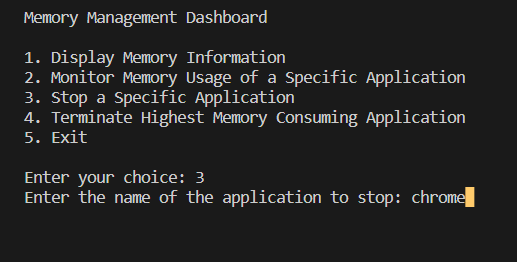 Memory Management Dashboard
1. Display Memory Information
2. Monitor Memory Usage of a Specific Application
3. Stop a Specific Application
4. Terminate Highest Memory Consuming Application
5. Exit
Enter your choice: 3
Enter the name of the application to stop: chrome